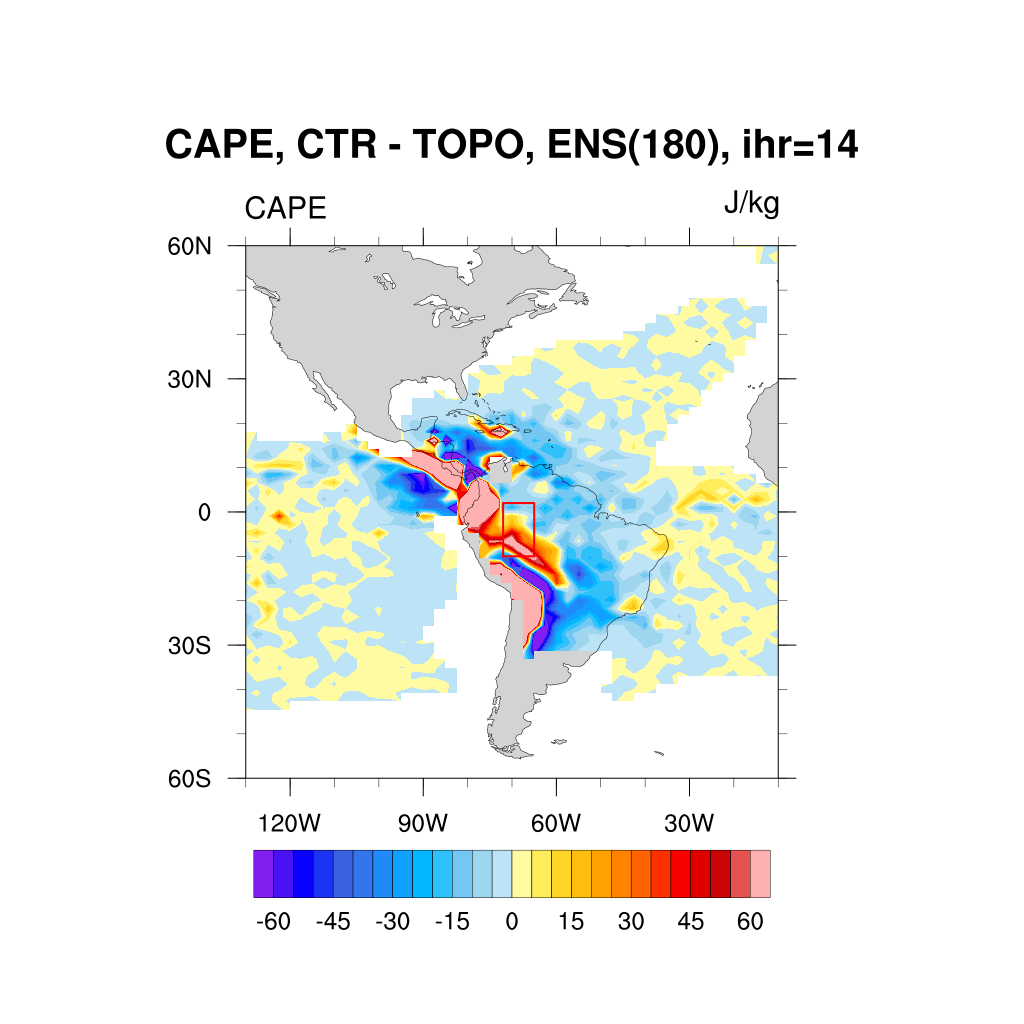 CAPE, CTR - TOPO, ENS(180), ihr=14
CAPE J/kg
60N
30N
0
30S
60S
120W 90W 60W 30W
-60 -45 -30 -15 0 15 30 45 60